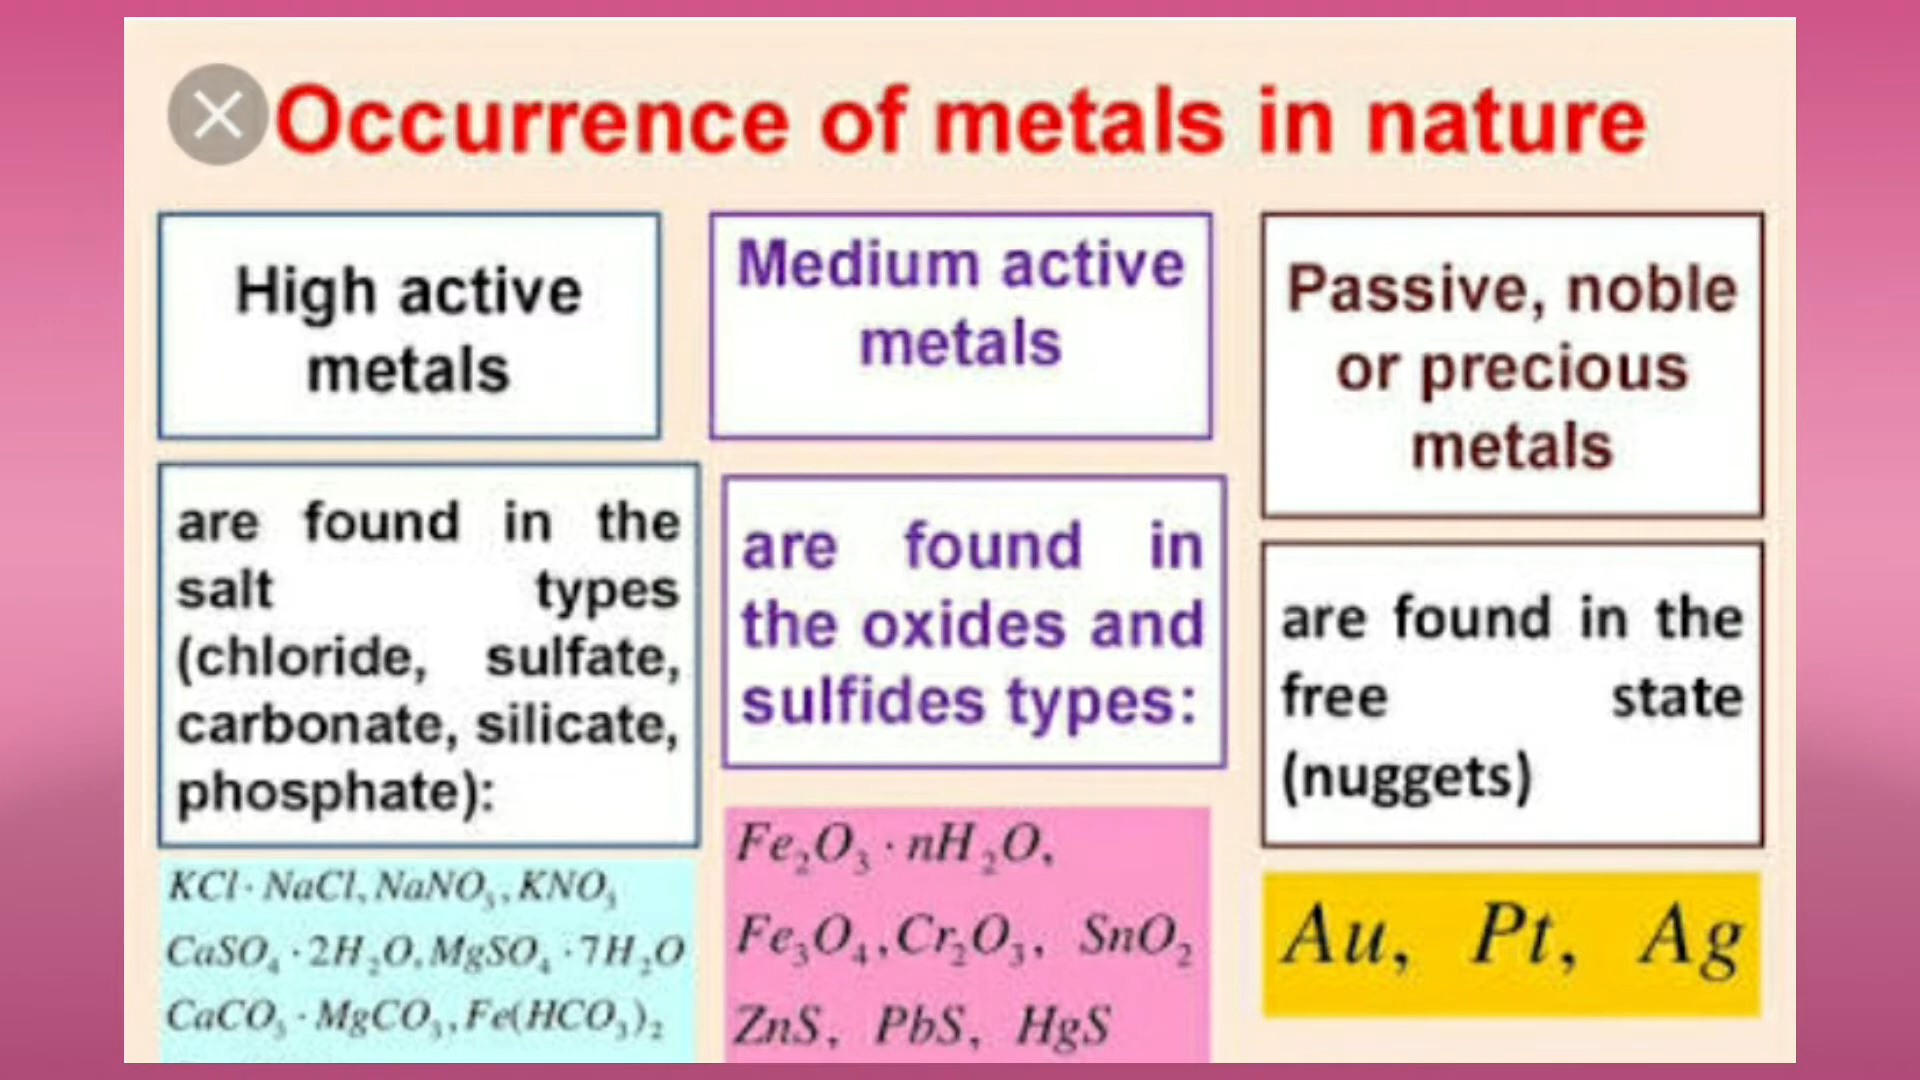 Occurrence of metals in nature
High active
metals
are found in the
salt types
(chloride, sulfate,
carbonate, silicate,
phosphate):
KCl · NaCl, NaNO₃, KNO₃
CaSO₄ · 2H₂O, MgSO₄ · 7H₂O
CaCO₃ · MgCO₃, Fe(HCO₃)₂
Medium active
metals
are found in
the oxides and
sulfides types:
Fe₂O₃ · nH₂O,
Fe₃O₄, Cr₂O₃, SnO₂
ZnS, PbS, HgS
Passive, noble
or precious
metals
are found in the
free state
(nuggets)
Au, Pt, Ag